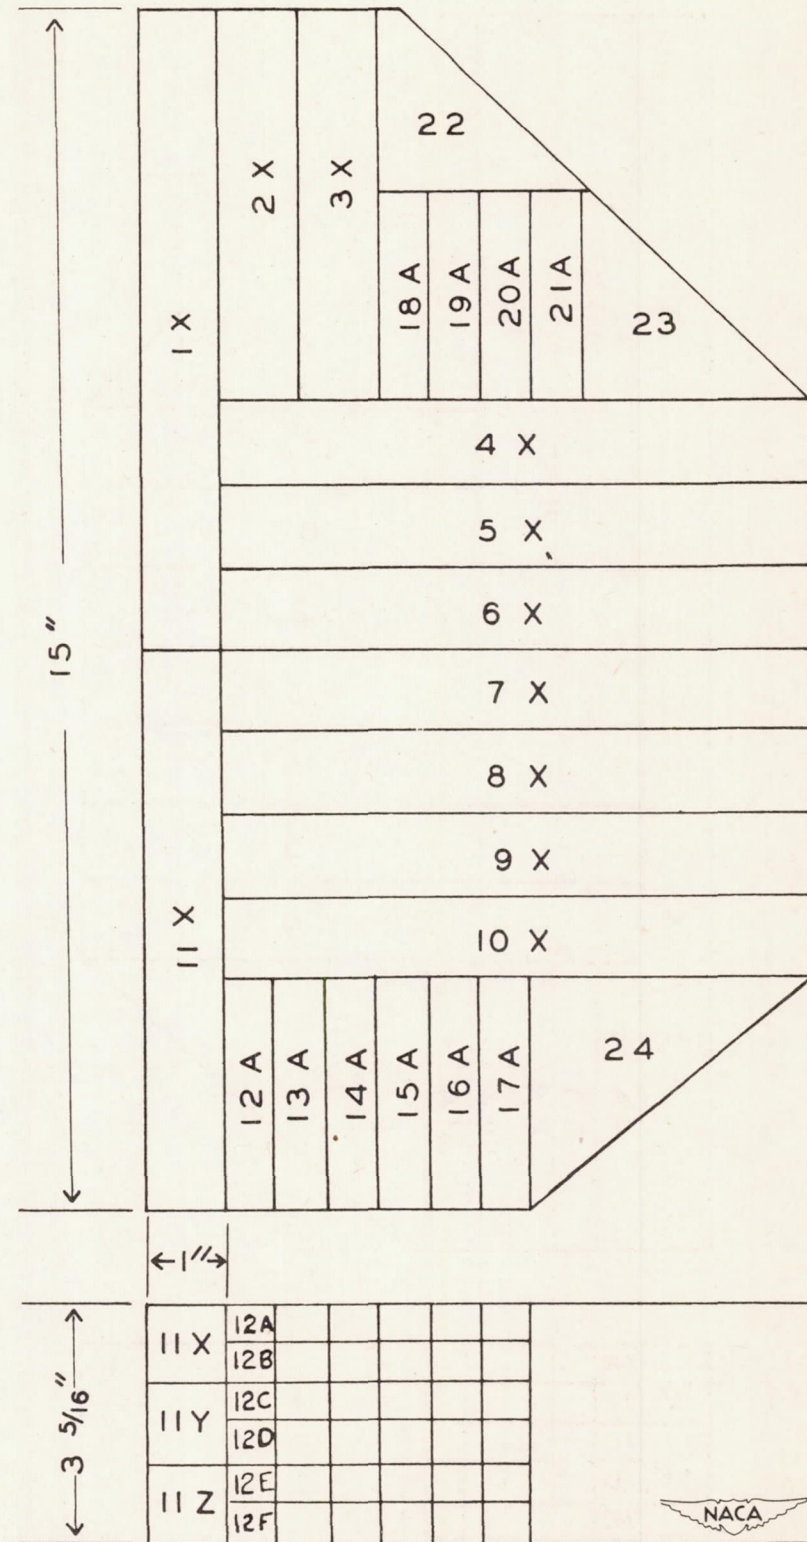 22
2 X
3 X
18 A
19 A
20 A
21 A
23
1 X
4 X
5 X
6 X
15"
7 X
8 X
9 X
11 X
10 X
12 A
13 A
14 A
15 A
16 A
17 A
24
1"
11 X
12A
12B
3 5/16"
11 Y
12C
12D
11 Z
12E
12F
NACA